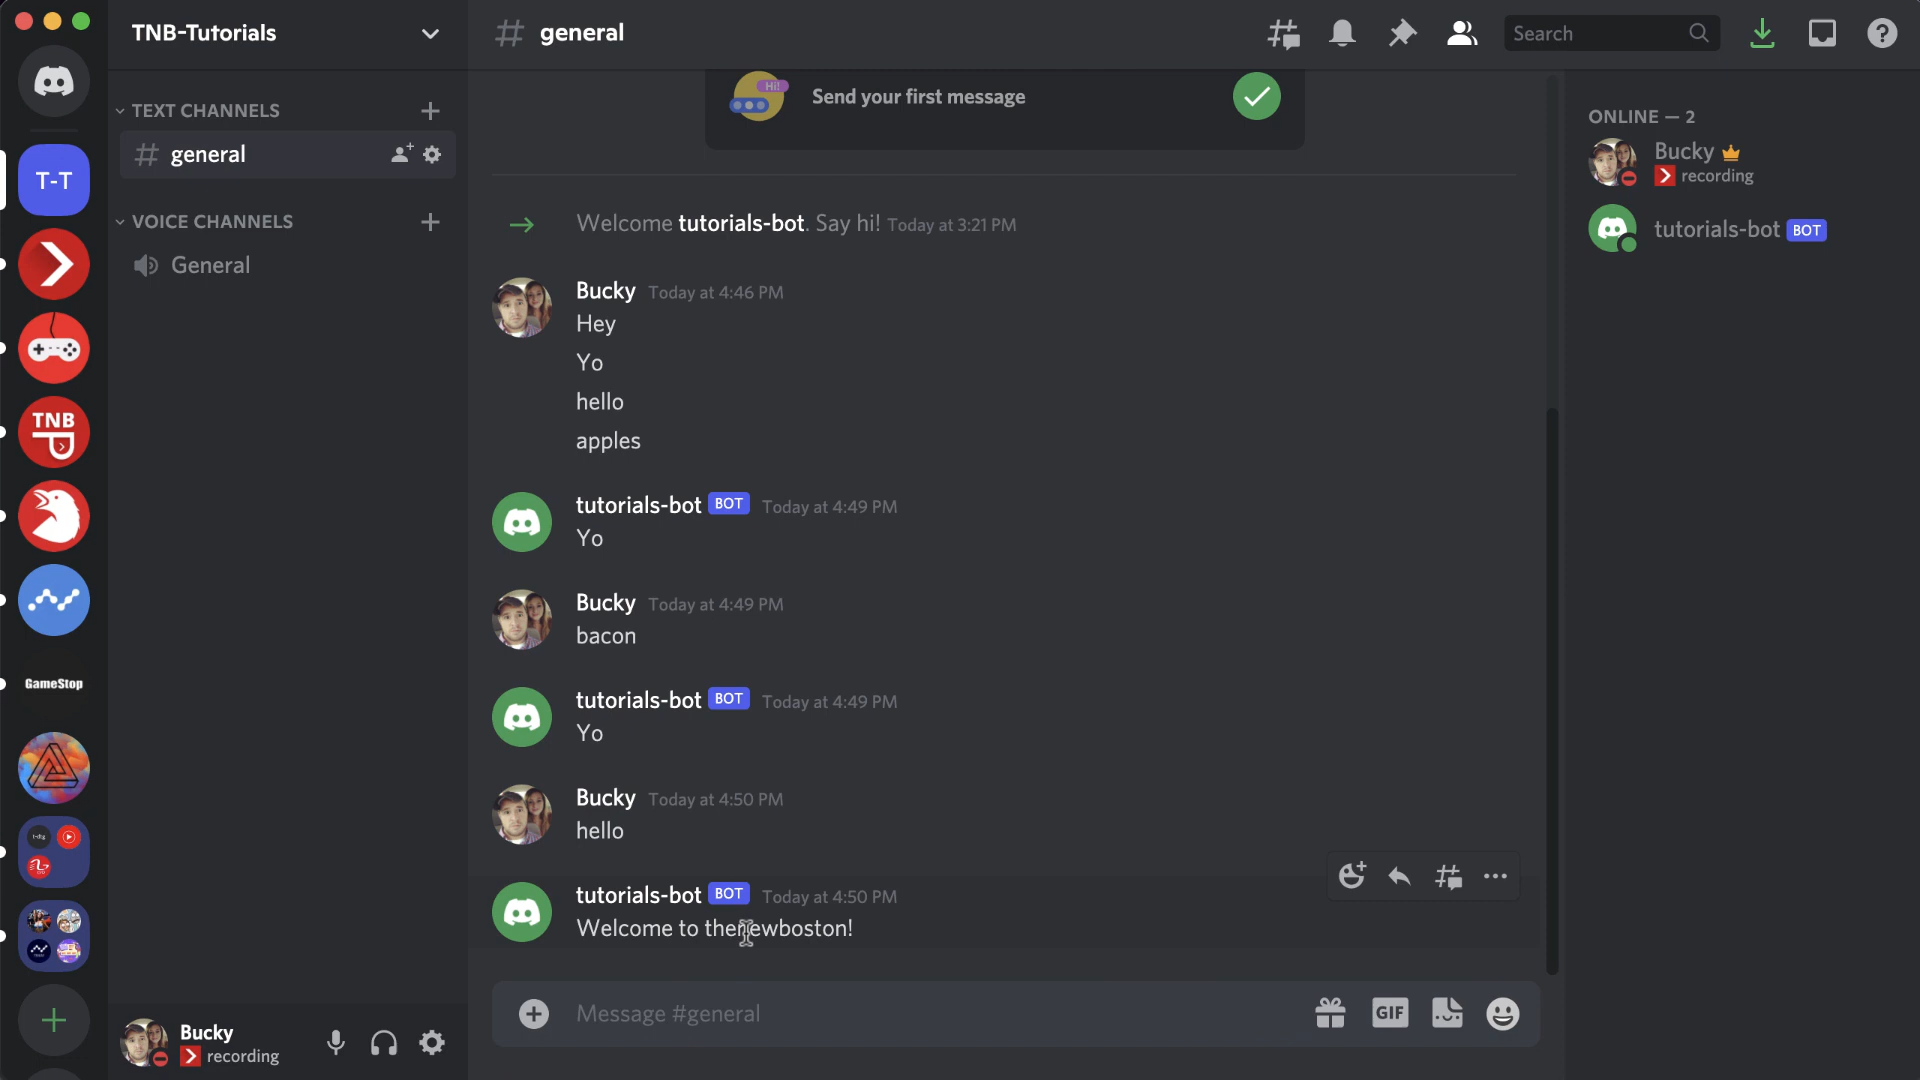 TNB-Tutorials
general
Search
T-T
TEXT CHANNELS
general
VOICE CHANNELS
General
TNB
GameStop
Hi!
Send your first message
Welcome tutorials-bot. Say hi! Today at 3:21 PM
Bucky Today at 4:46 PM
Hey
Yo
hello
apples
tutorials-bot BOT Today at 4:49 PM
Yo
Bucky Today at 4:49 PM
bacon
tutorials-bot BOT Today at 4:49 PM
Yo
Bucky Today at 4:50 PM
hello
tutorials-bot BOT Today at 4:50 PM
Welcome to thenewboston!
Message #general
GIF
Bucky
recording
ONLINE — 2
Bucky
recording
tutorials-bot BOT